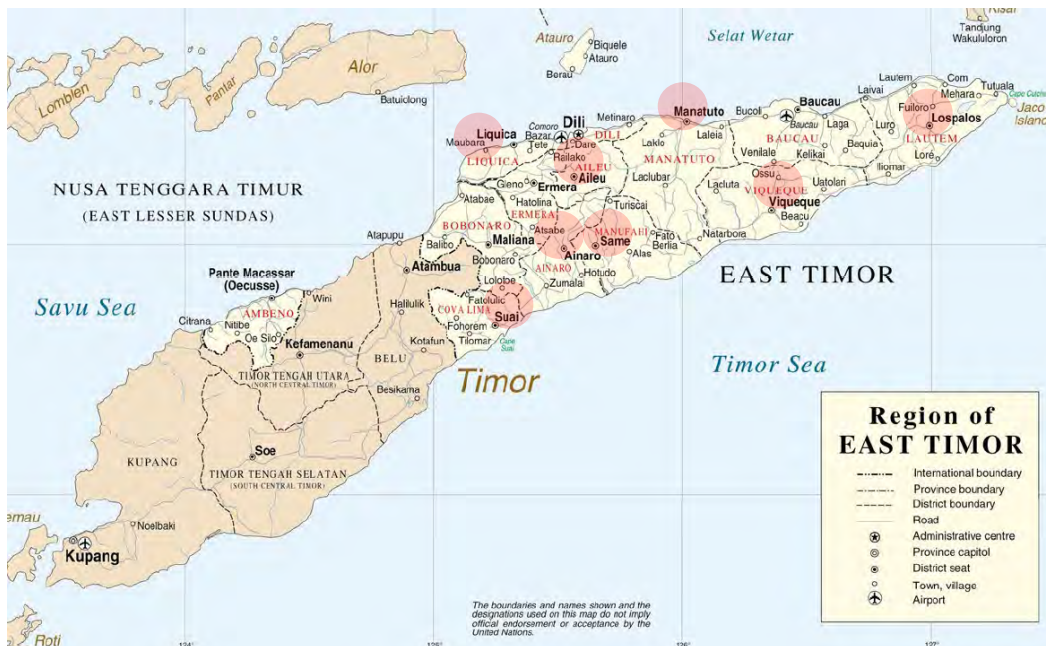 Kisar
Tandjung
Wakululoron
Selat Wetar
Atauro
Biquele
Atauro
Berau
Alor
Pantar
Lomblen
Batuiclong
Lautem
Com
Tutuala
Mehara
Jaco
Island
Laivai
Fuiloro
Lospalos
LAUTEM
Luro
Lore
Iliomar
Baucau
Bucoli
Baucau
Laga
BAUCAU
Baquia
Venilale
Kelikai
Ossu
VIQUEQUE
Uatolari
Viqueque
Beacu
Manatuto
Metinaro
Laleia
Laklo
MANATUTO
Laclubar
Lacluta
Natarbora
Dili
Comoro
DILI
Dare
Liquica
Bazar
Tete
Maubara
LIQUICA
Railako
AILEU
Aileu
Gleno
Ermera
Hatolina
ERMERA
Atsabe
Turiscai
MANUFAHI
Same
Fato
Berlia
Alas
Ainaro
AINARO
Hotudo
Zumalai
Atabae
BOBONARO
Balibo
Maliana
Bobonaro
Lolotoe
Fatolulic
COVA LIMA
Suai
Fohorem
Tilomar
Cape
Suai
NUSA TENGGARA TIMUR
(EAST LESSER SUNDAS)
Atapupu
Atambua
Pante Macassar
(Oecusse)
Wini
AMBENO
Citrana
Nitibe
Oe Silo
Halilulik
Kefamenanu
BELU
Kotafun
Besikama
TIMOR TENGAH UTARA
(NORTH CENTRAL TIMOR)
KUPANG
Soe
TIMOR TENGAH SELATAN
(SOUTH CENTRAL TIMOR)
Noelbaki
Kupang
Roti
Savu Sea
Timor
EAST TIMOR
Timor Sea
Region of
EAST TIMOR
International boundary
Province boundary
District boundary
Road
Administrative centre
Province capitol
District seat
Town, village
Airport
The boundaries and names shown and the
designations used on this map do not imply
official endorsement or acceptance by the
United Nations.
125
126